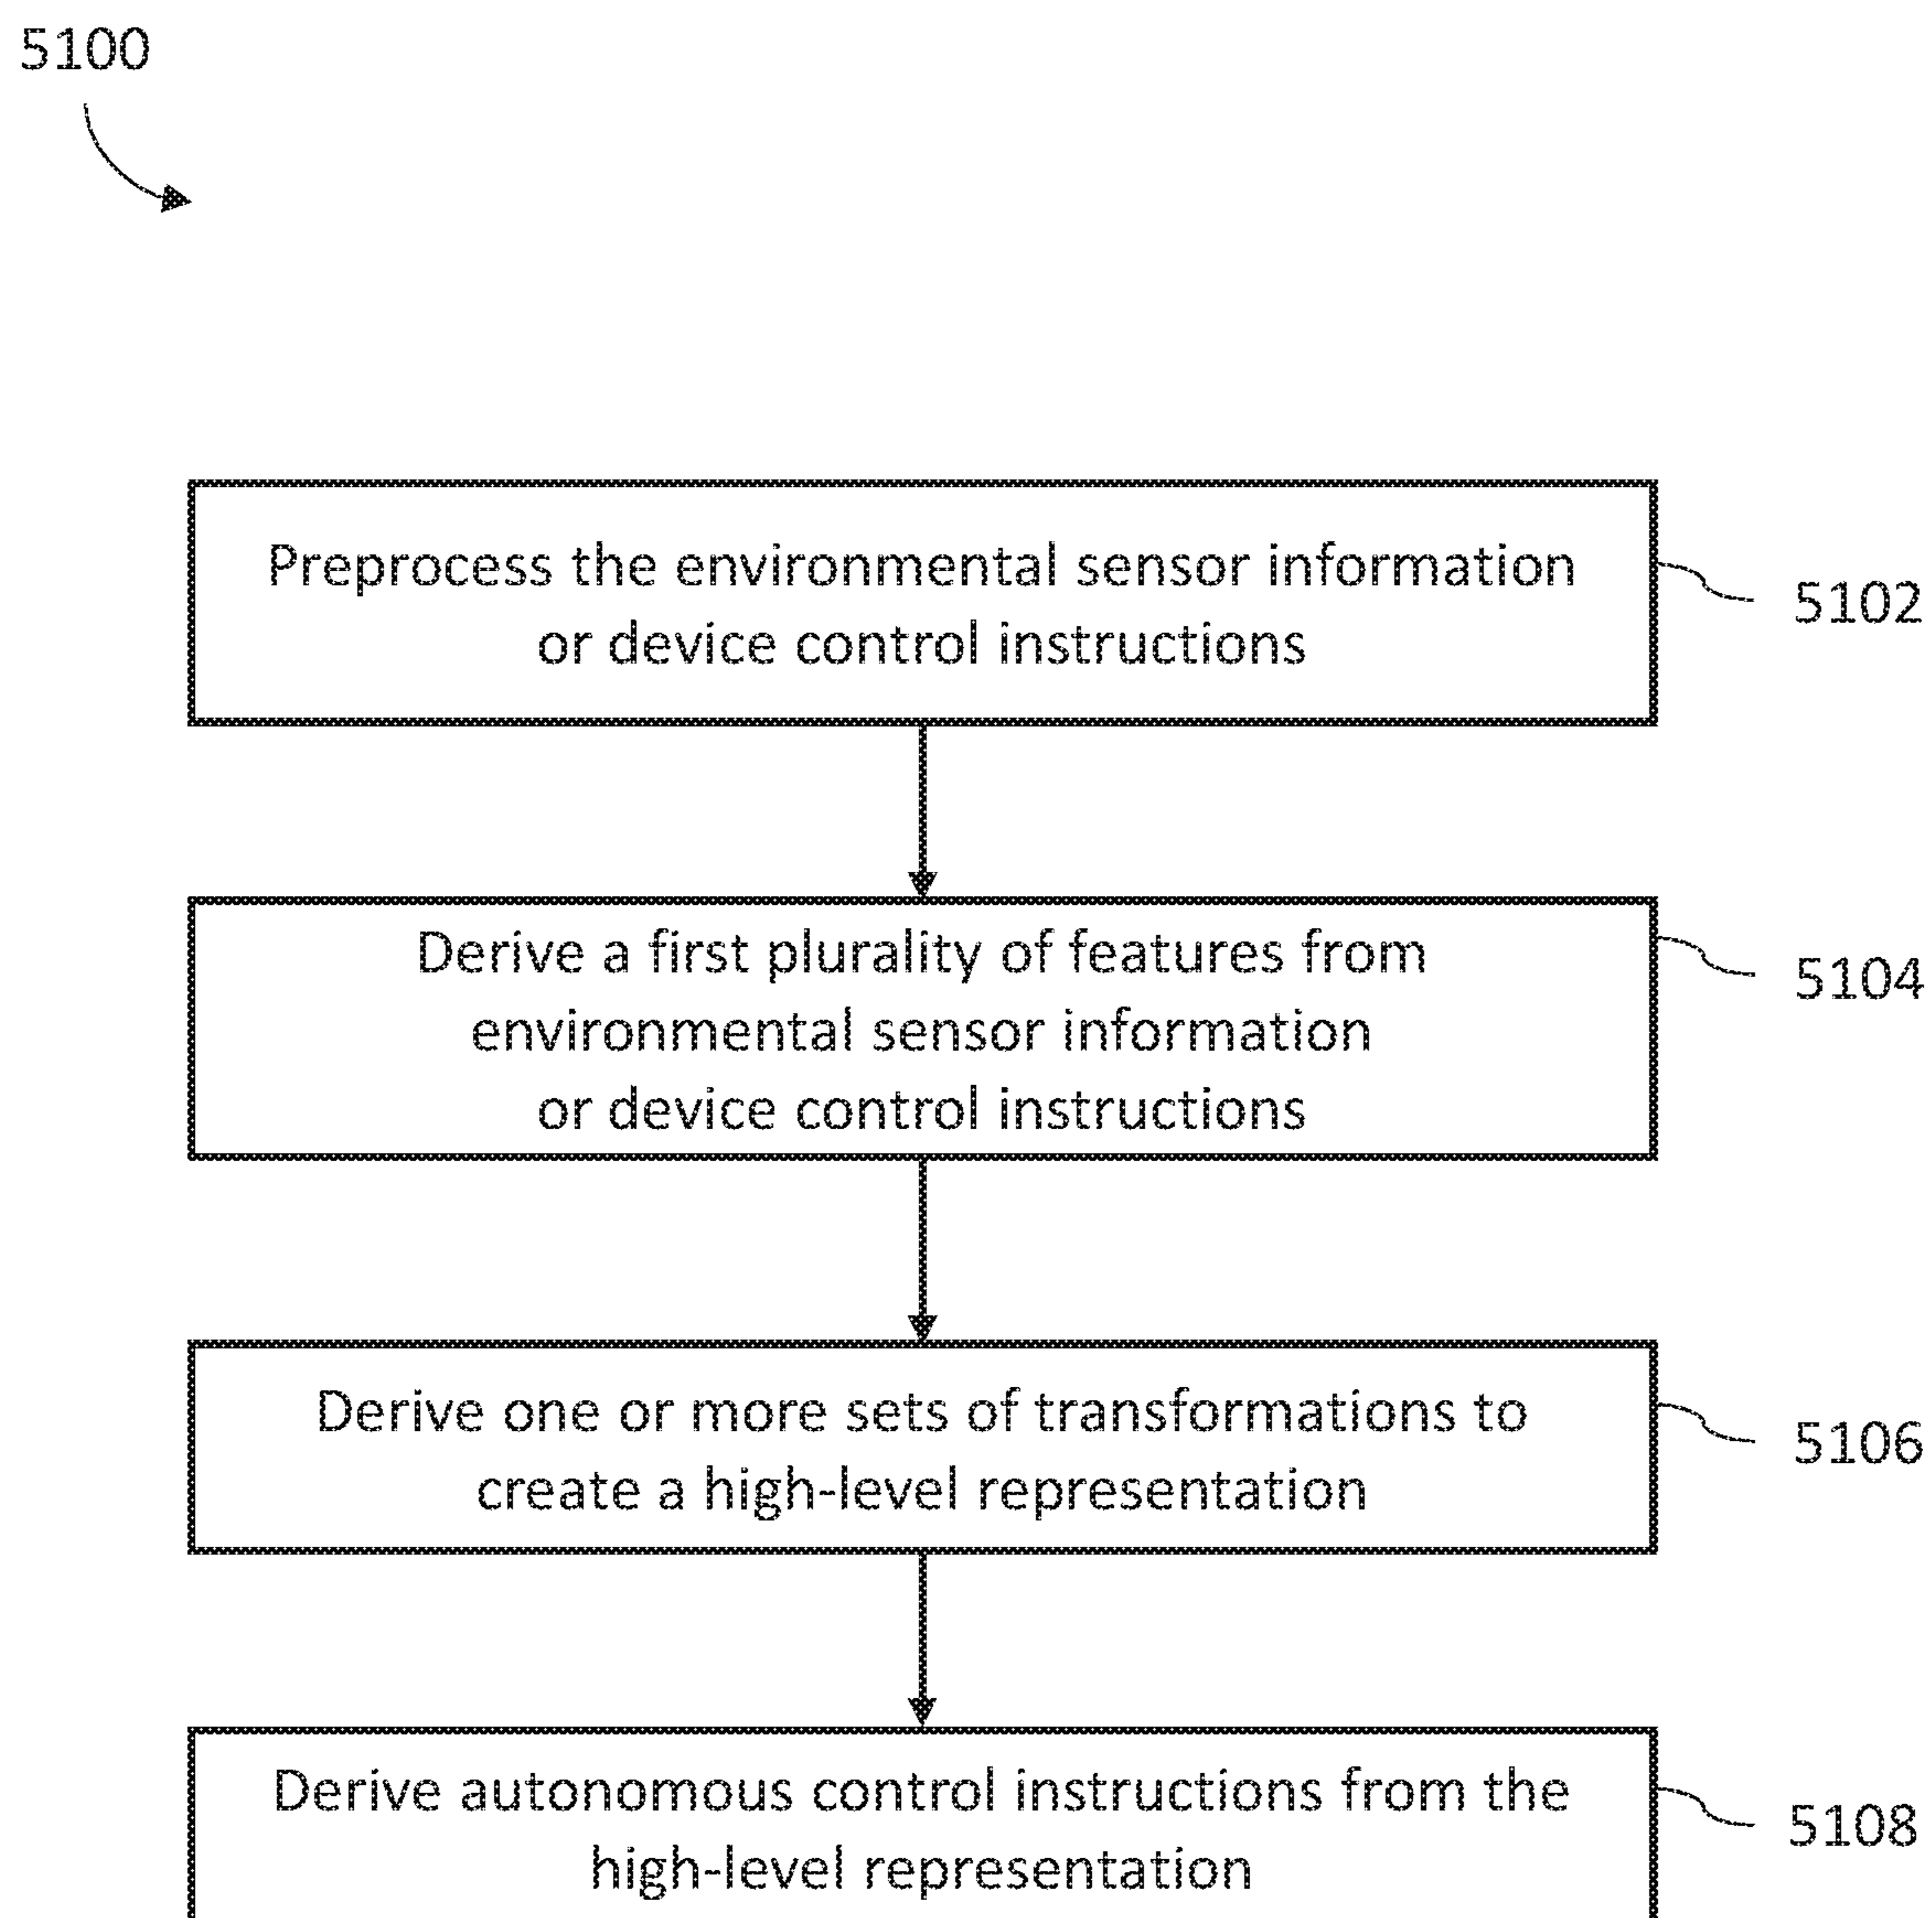 5100
Preprocess the environmental sensor information
or device control instructions
5102
Derive a first plurality of features from
environmental sensor information
or device control instructions
5104
Derive one or more sets of transformations to
create a high-level representation
5106
Derive autonomous control instructions from the
high-level representation
5108